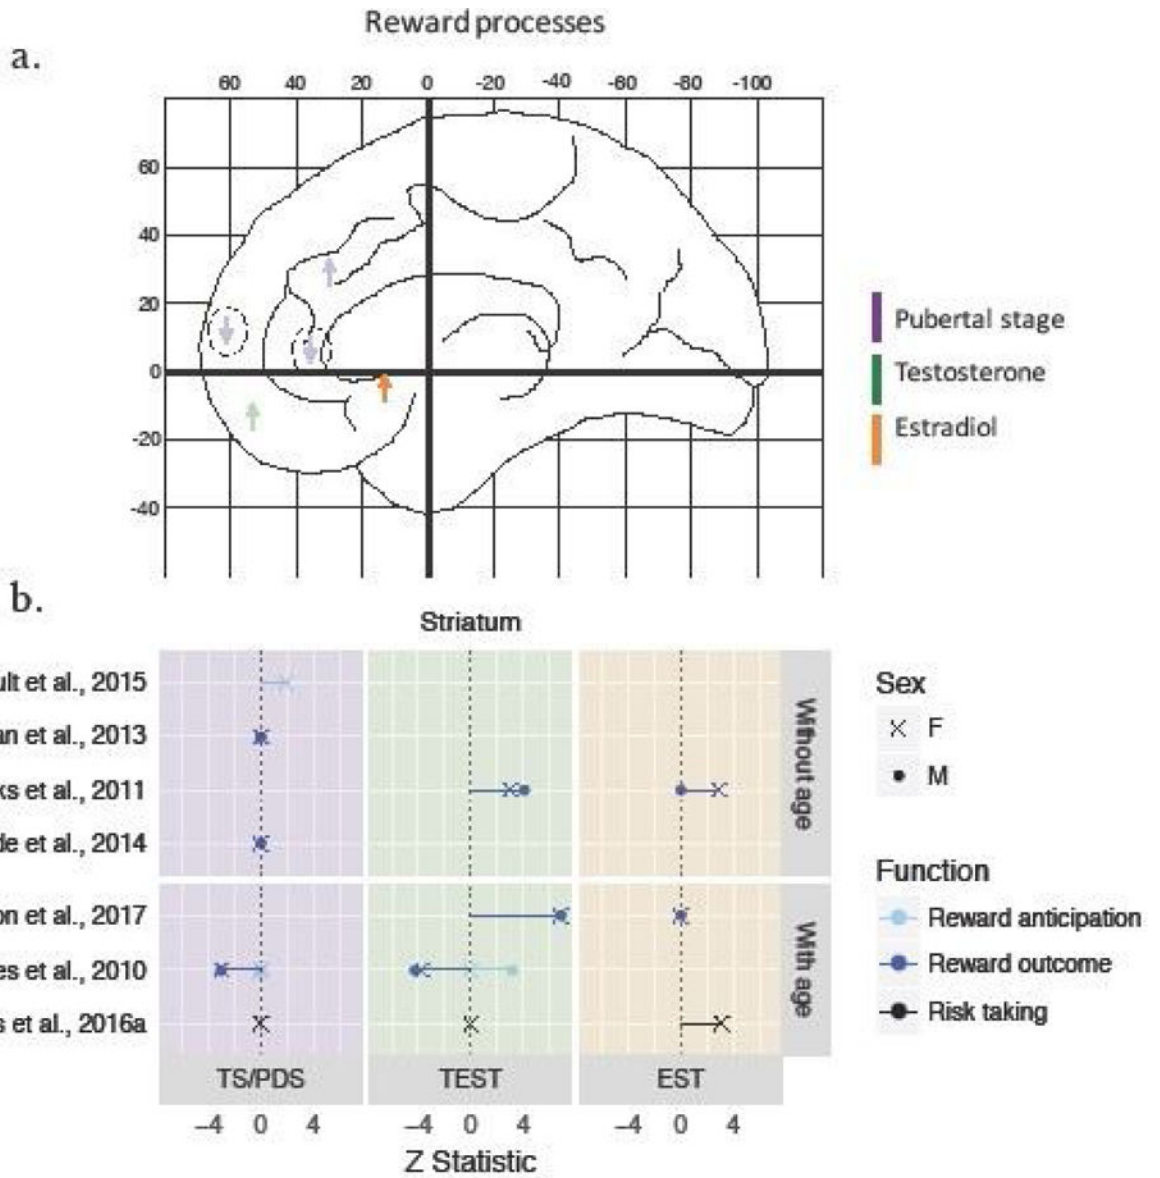 Reward processes
a.
60 40 20 0 -20 -40 -60 -80 -100
60
40
20
0
-20
-40
Pubertal stage
Testosterone
Estradiol
b.
Striatum
ult et al., 2015
an et al., 2013
ks et al., 2011
de et al., 2014
on et al., 2017
es et al., 2010
s et al., 2016a
Without age
With age
TS/PDS TEST EST
−4 0 4 −4 0 4 −4 0 4
Z Statistic
Sex
F
M
Function
Reward anticipation
Reward outcome
Risk taking